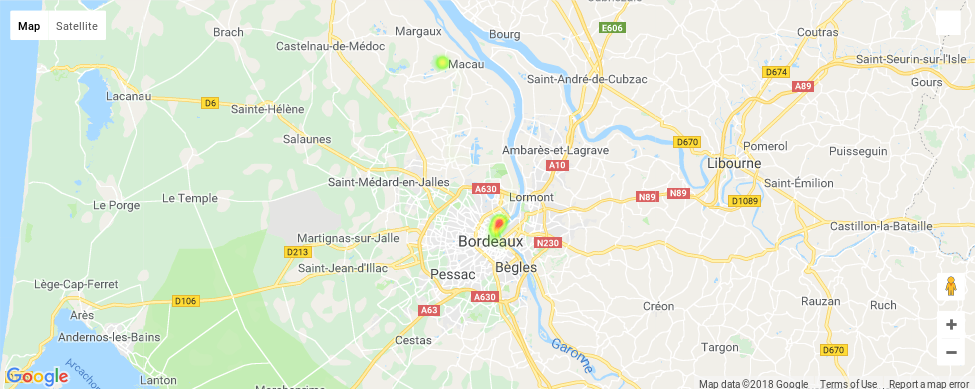 Map Satellite
Brach
Margaux
Bourg
E606
Coutras
Castelnau-de-Médoc
Macau
Saint-André-de-Cubzac
D674
Saint-Seurin-sur-l'Isle
A89
Gours
Lacanau
D6
Sainte-Hélène
Salaunes
Ambarès-et-Lagrave
D670
Pomerol
Puisseguin
A10
Libourne
Saint-Médard-en-Jalles
A630
Lormont
N89
N89
D1089
Saint-Émilion
Le Porge
Le Temple
Martignas-sur-Jalle
Bordeaux
N230
Castillon-la-Bataille
D213
Saint-Jean-d'Illac
Pessac
Bègles
Lège-Cap-Ferret
D106
A63
A630
Créon
Rauzan
Ruch
Arès
Andernos-les-Bains
Cestas
Garonne
Targon
D670
Arcachon
Lanton
Google
Map data ©2018 Google Terms of Use Report a map error